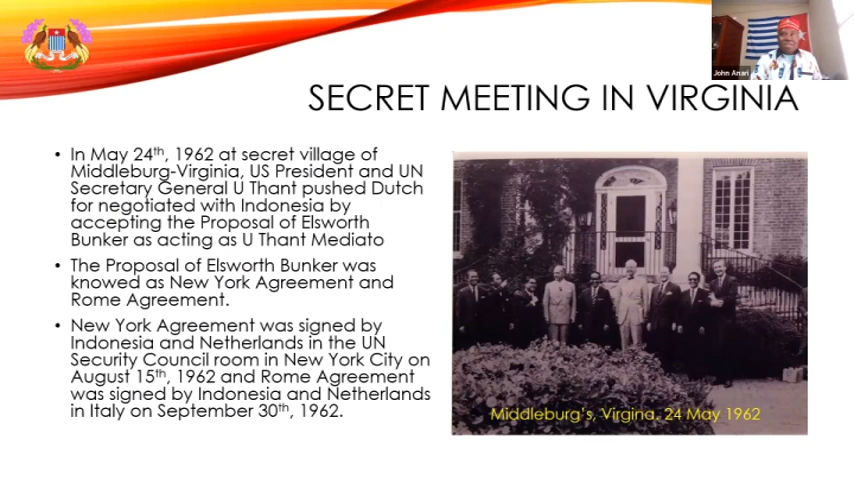 John Anari
SECRET MEETING IN VIRGINIA
• In May 24th, 1962 at secret village of
Middleburg-Virginia, US President and UN
Secretary General U Thant pushed Dutch
for negotiated with Indonesia by
accepting the Proposal of Elsworth
Bunker as acting as U Thant Mediato
• The Proposal of Elsworth Bunker was
knowed as New York Agreement and
Rome Agreement.
• New York Agreement was signed by
Indonesia and Netherlands in the UN
Security Council room in New York City on
August 15th, 1962 and Rome Agreement
was signed by Indonesia and Netherlands
in Italy on September 30th, 1962.
Middleburg's, Virgina. 24 May 1962